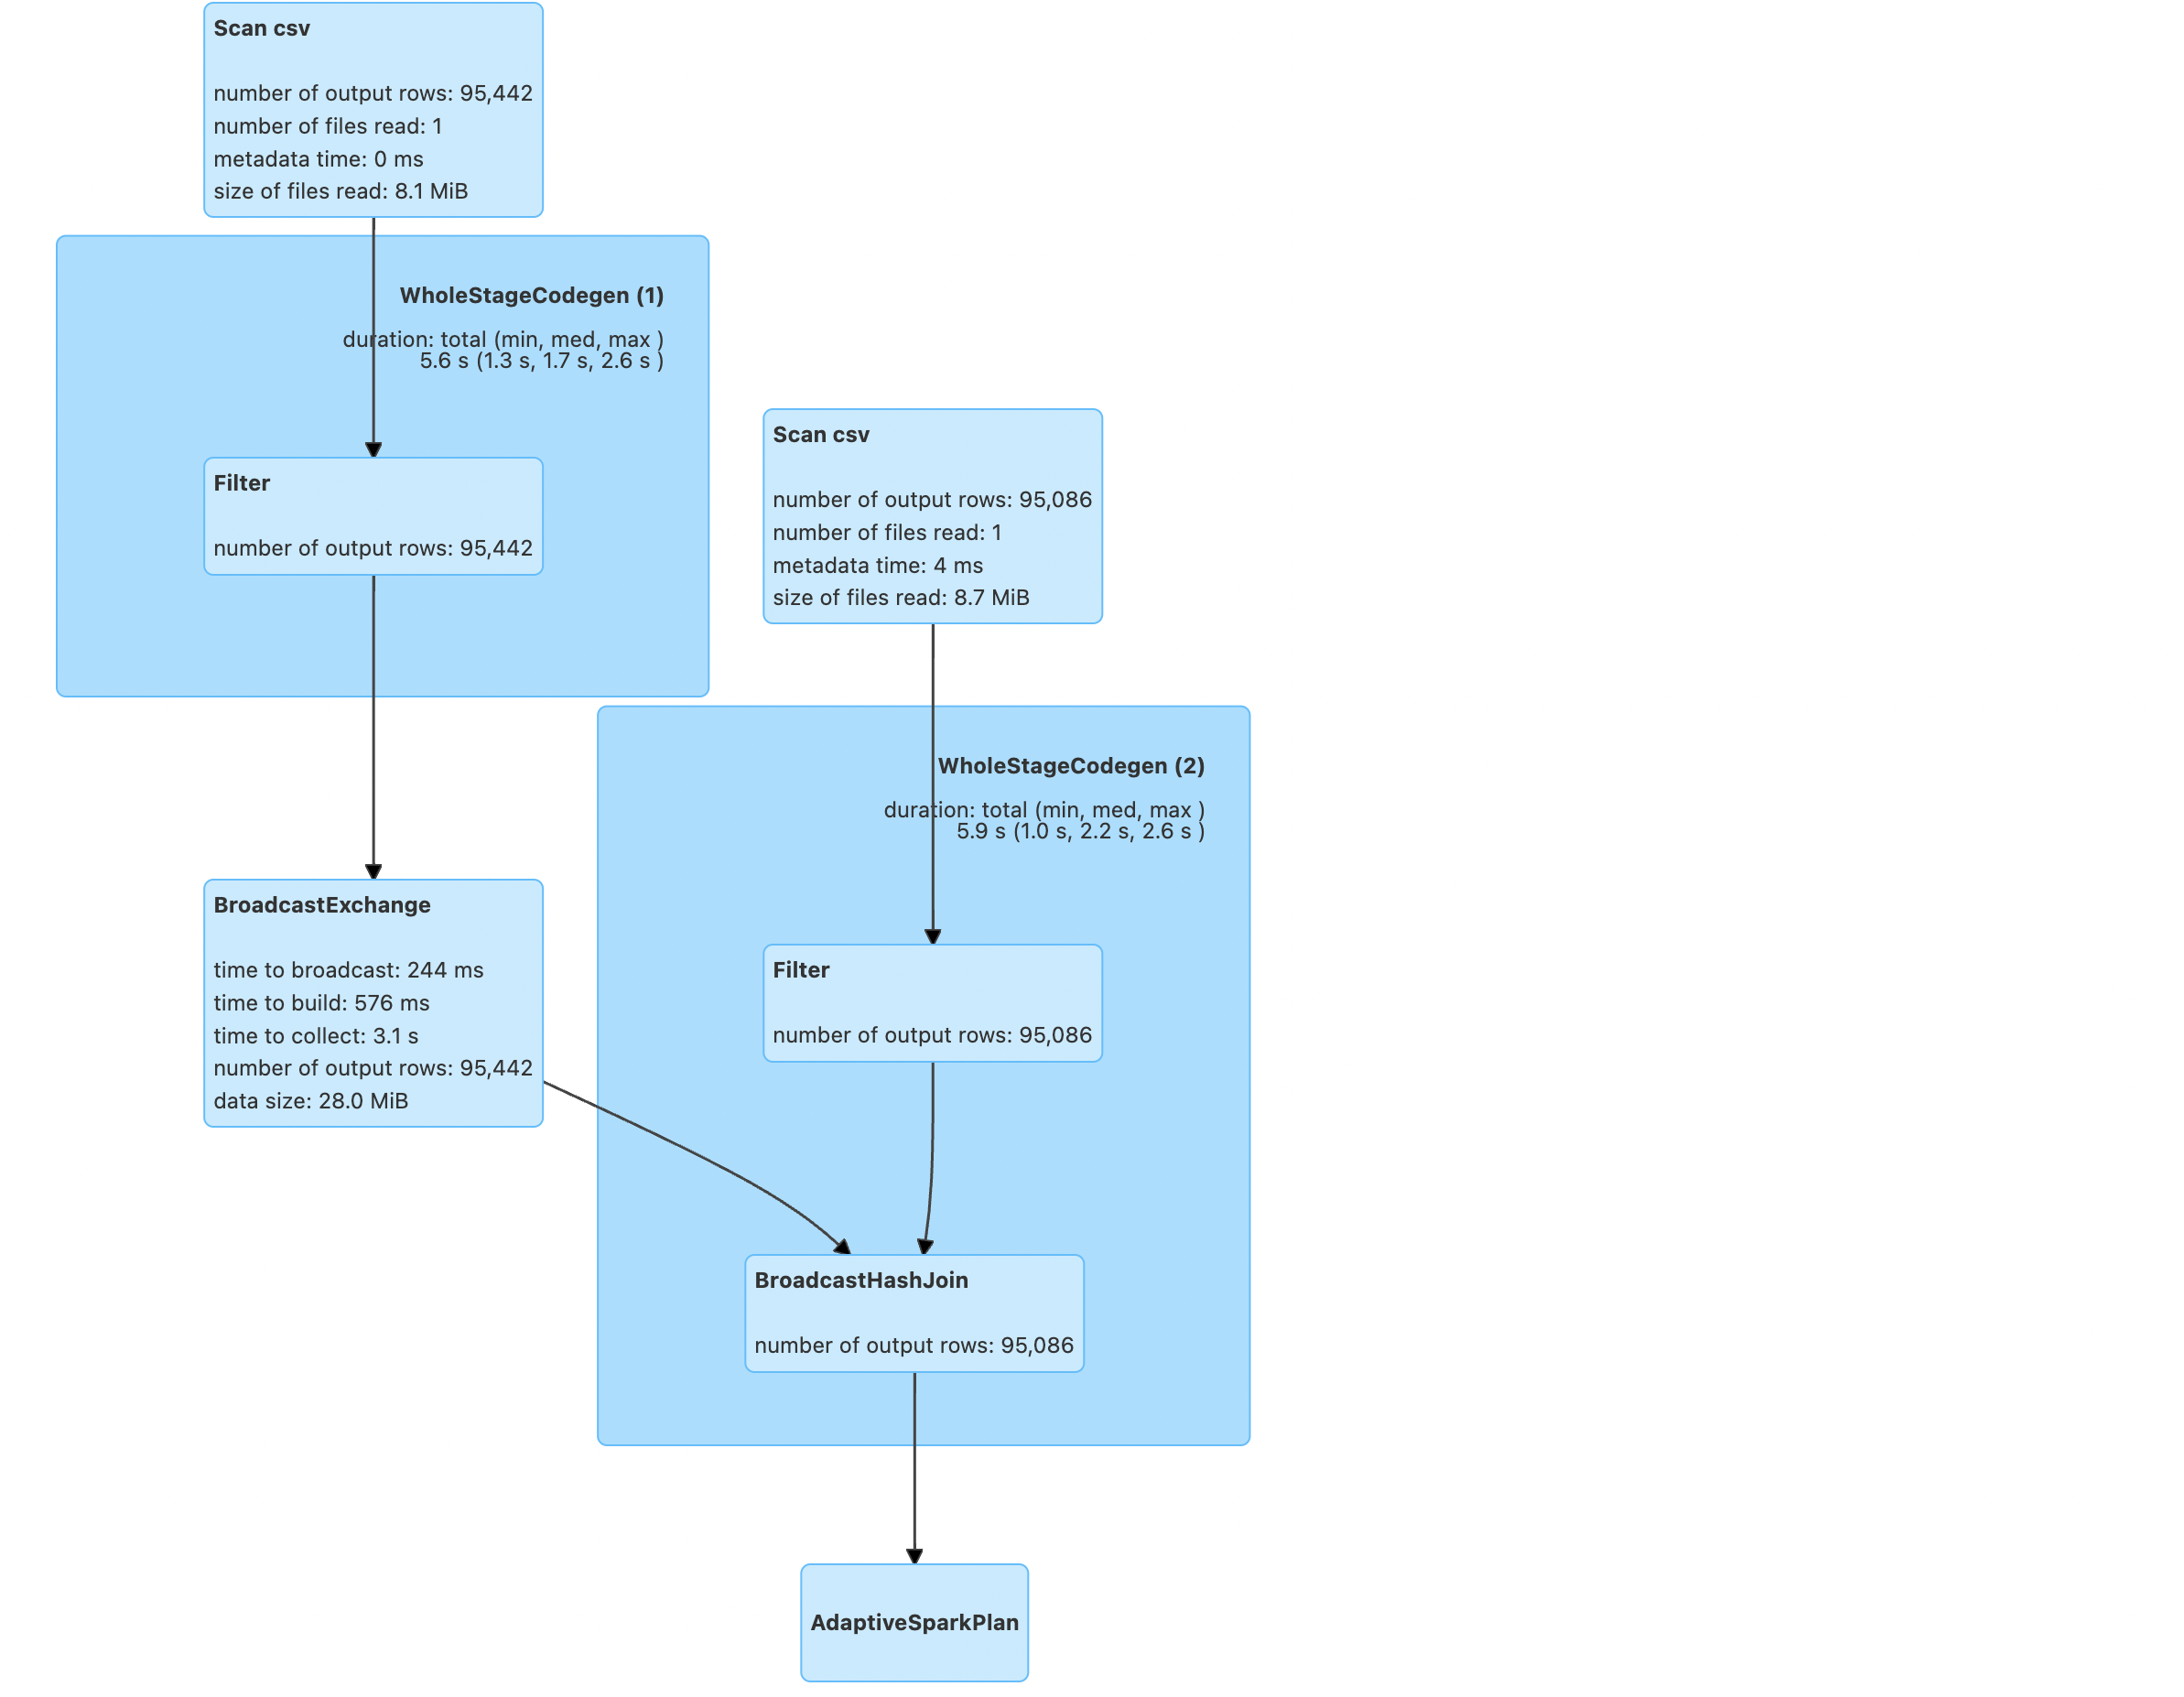 Scan csv
number of output rows: 95,442
number of files read: 1
metadata time: 0 ms
size of files read: 8.1 MiB
WholeStageCodegen (1)
duration: total (min, med, max )
5.6 s (1.3 s, 1.7 s, 2.6 s )
Filter
number of output rows: 95,442
Scan csv
number of output rows: 95,086
number of files read: 1
metadata time: 4 ms
size of files read: 8.7 MiB
WholeStageCodegen (2)
duration: total (min, med, max )
5.9 s (1.0 s, 2.2 s, 2.6 s )
BroadcastExchange
time to broadcast: 244 ms
time to build: 576 ms
time to collect: 3.1 s
number of output rows: 95,442
data size: 28.0 MiB
Filter
number of output rows: 95,086
BroadcastHashJoin
number of output rows: 95,086
AdaptiveSparkPlan